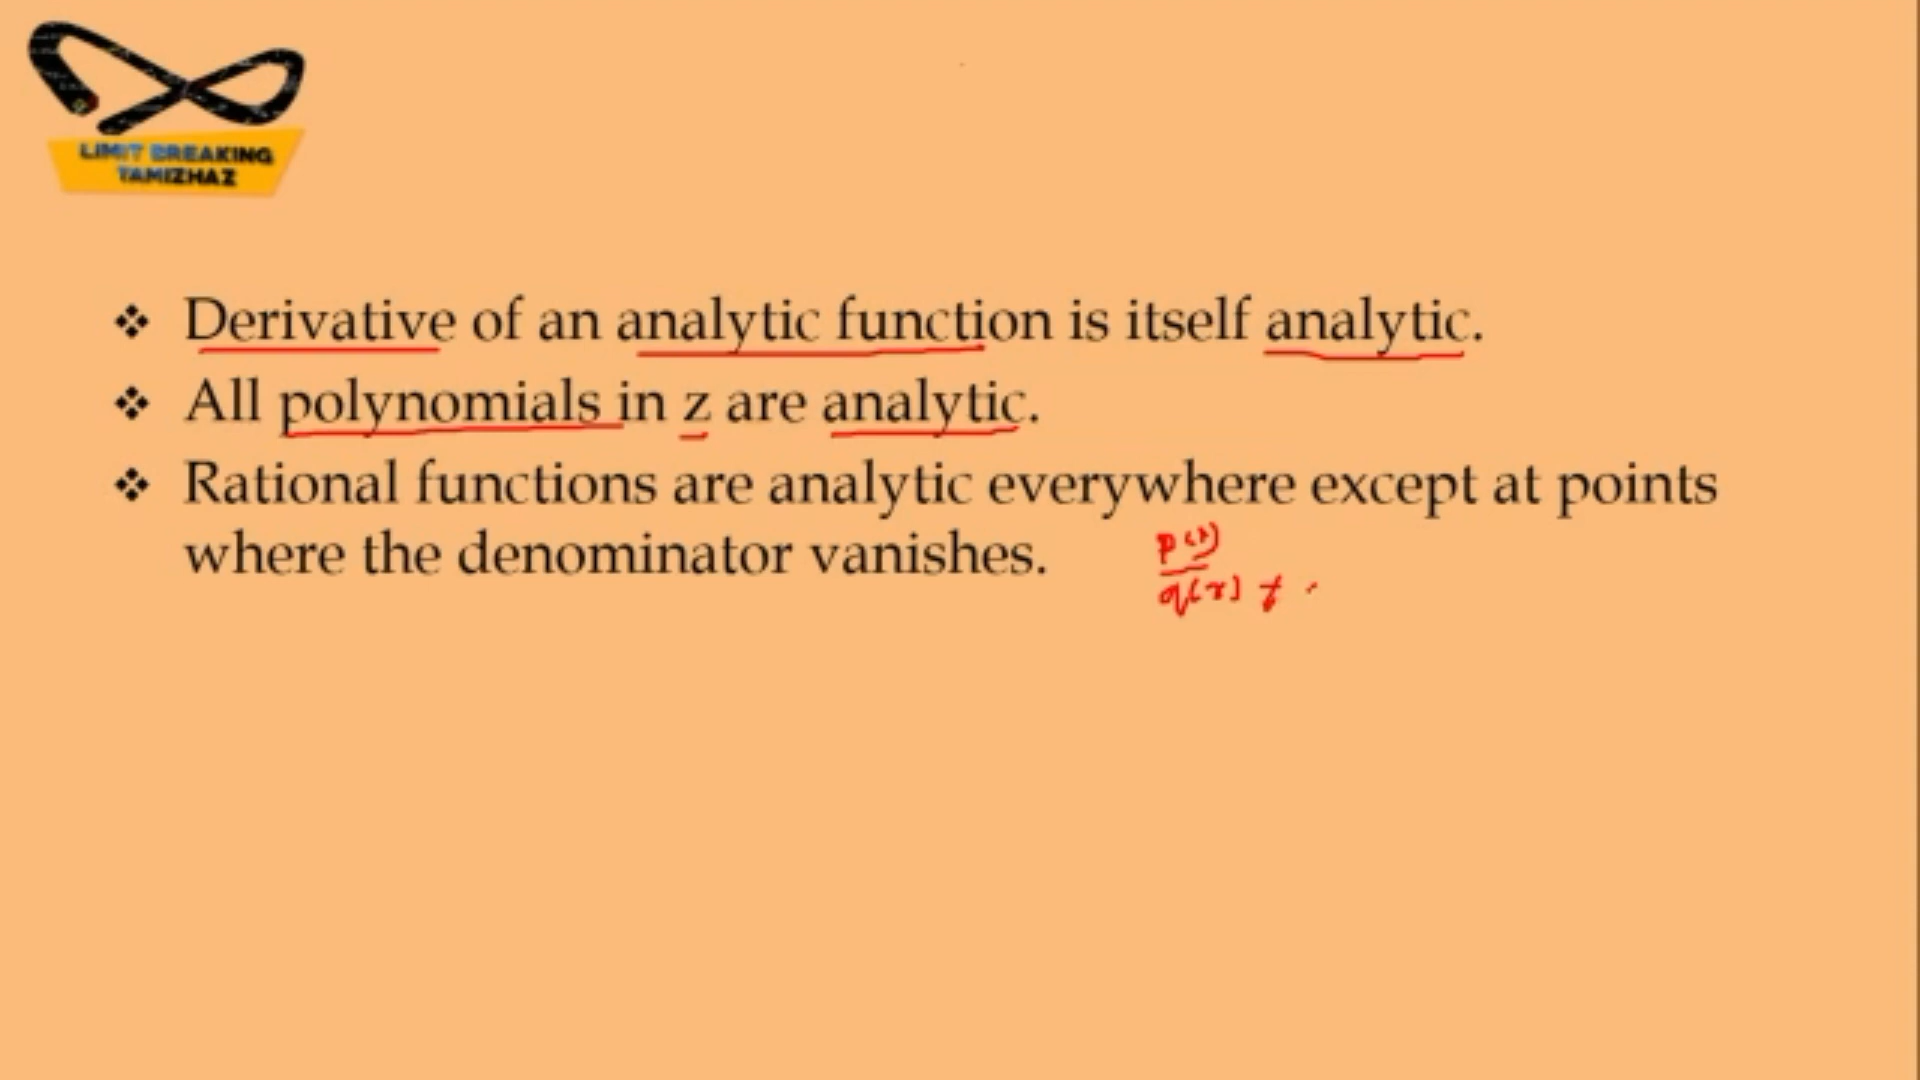 LIMIT BREAKING
TAMIZHAZ
❖ Derivative of an analytic function is itself analytic.
❖ All polynomials in z are analytic.
❖ Rational functions are analytic everywhere except at points
where the denominator vanishes.
p(x)
q(x) ≠